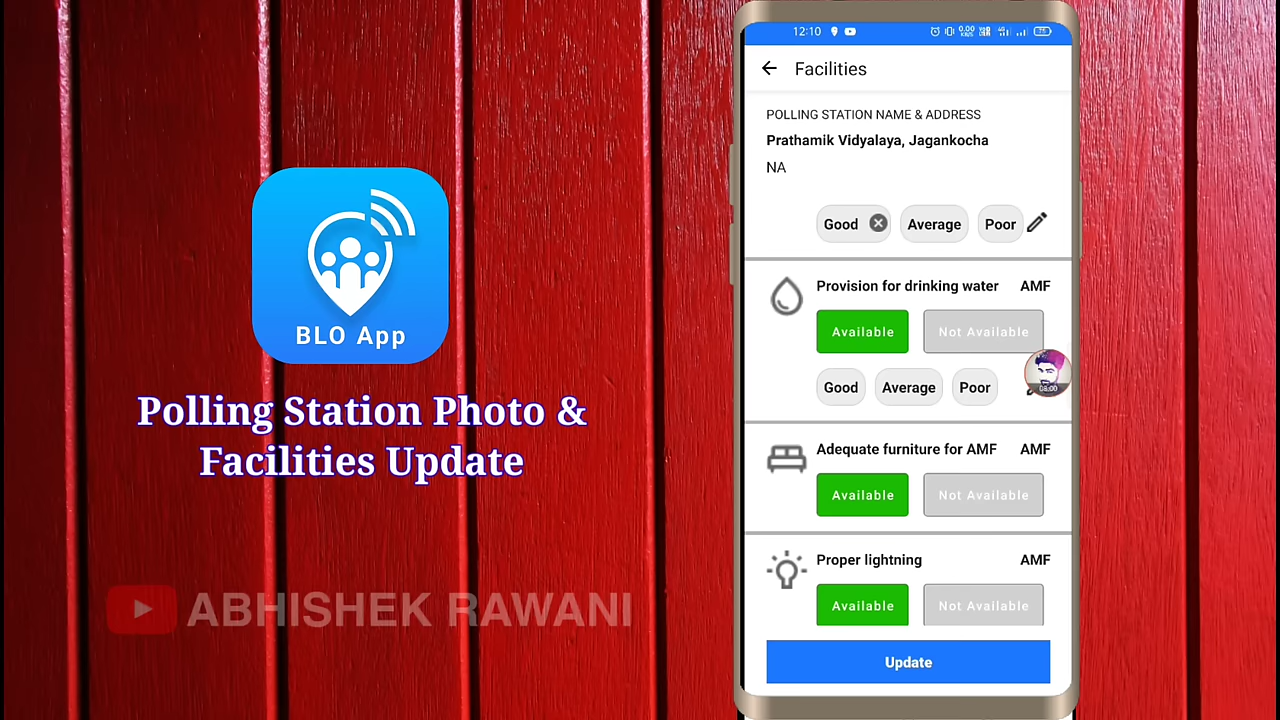 BLO App
Polling Station Photo &
Facilities Update
ABHISHEK RAWANI
12:10
Facilities
POLLING STATION NAME & ADDRESS
Prathamik Vidyalaya, Jagankocha
NA
Good Average Poor
Provision for drinking water AMF
Available Not Available
Good Average Poor
08:00
Adequate furniture for AMF AMF
Available Not Available
Proper lightning AMF
Available Not Available
Update